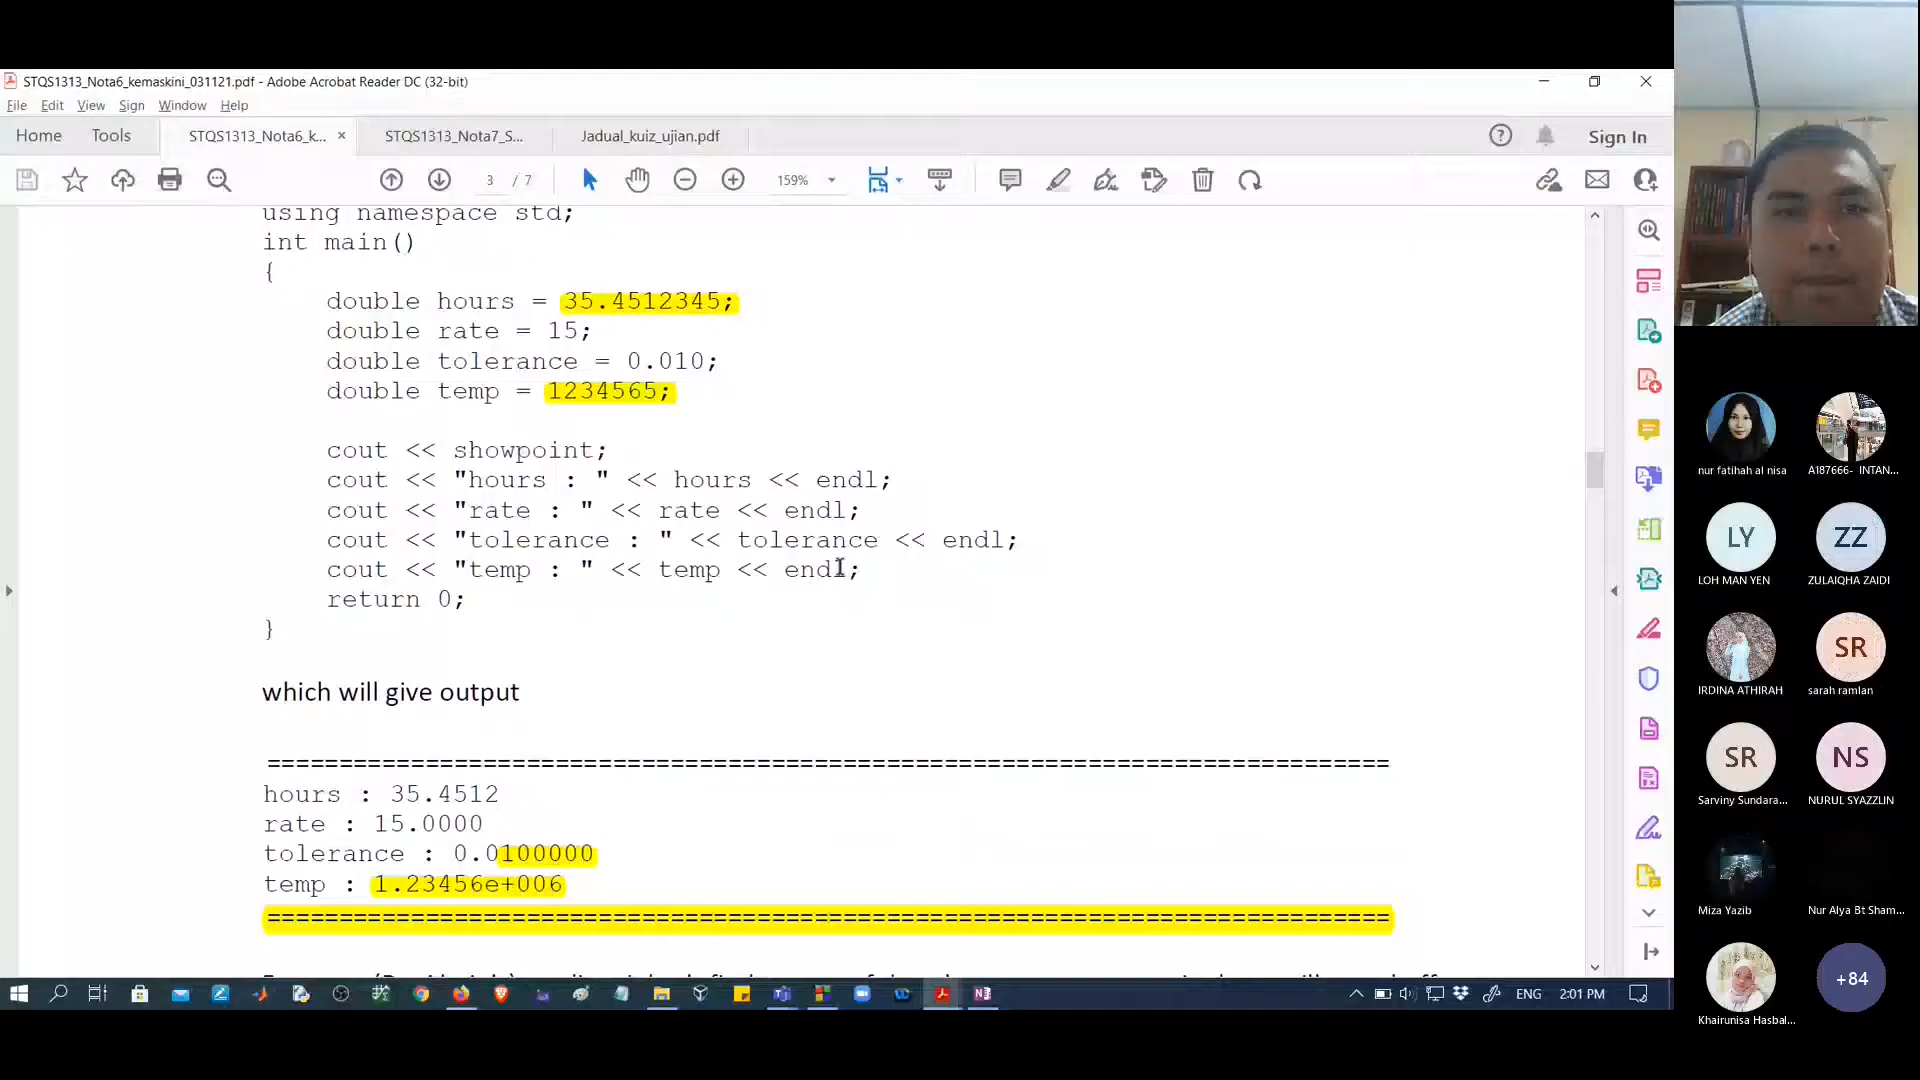 STQS1313_Nota6_kemaskini_031121.pdf - Adobe Acrobat Reader DC (32-bit)
File Edit View Sign Window Help
Home Tools STQS1313_Nota6_k... × STQS1313_Nota7_S... Jadual_kuiz_ujian.pdf Sign In
3 / 7 159%
using namespace std;
int main()
{
double hours = 35.4512345;
double rate = 15;
double tolerance = 0.010;
double temp = 1234565;
cout << showpoint;
cout << "hours : " << hours << endl;
cout << "rate : " << rate << endl;
cout << "tolerance : " << tolerance << endl;
cout << "temp : " << temp << endl;
return 0;
}
which will give output
========================================================================
hours : 35.4512
rate : 15.0000
tolerance : 0.0100000
temp : 1.23456e+006
========================================================================
ENG 2:01 PM
nur fatihah al nisa
A187666- INTAN...
LY
ZZ
LOH MAN YEN
ZULAIQHA ZAIDI
SR
IRDINA ATHIRAH
sarah ramlan
SR
NS
Sarviny Sundara...
NURUL SYAZZLIN
Miza Yazib
Nur Alya Bt Sham...
+84
Khairunisa Hasbal...